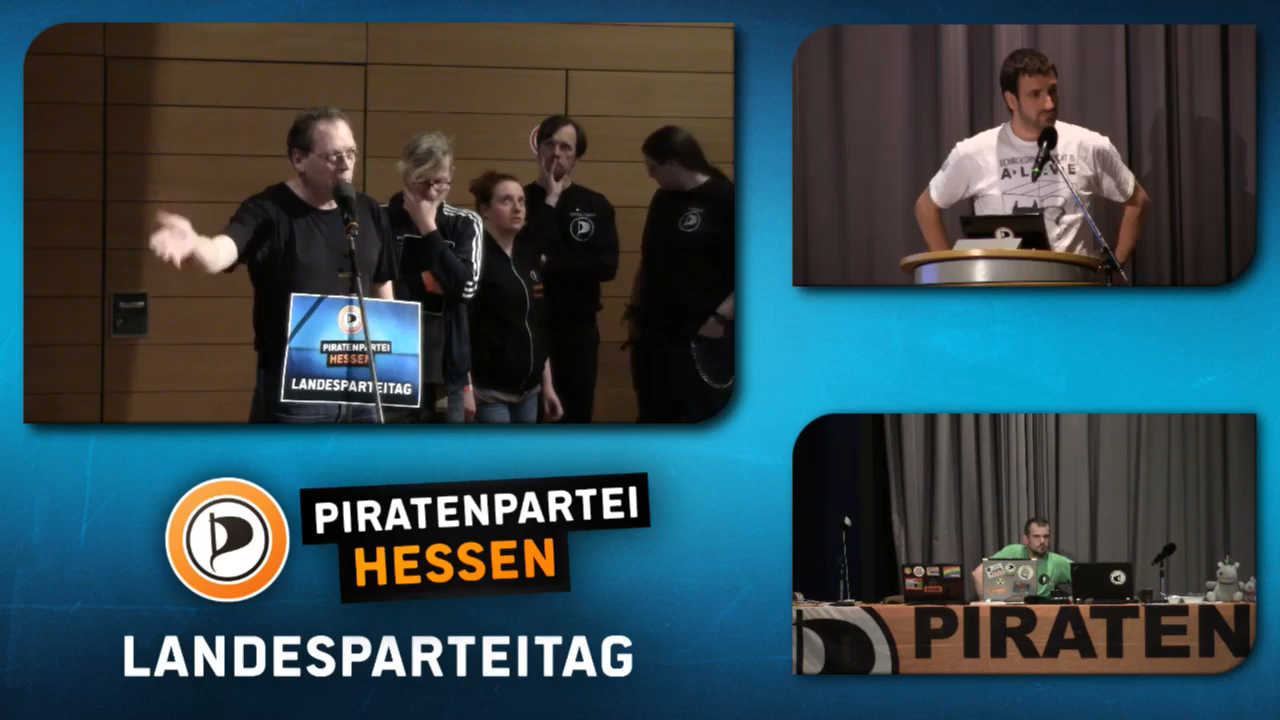 PIRATENPARTEI
HESSEN
LANDESPARTEITAG
A·LIVE
PIRATENPARTEI
HESSEN
LANDESPARTEITAG
PIRATEN